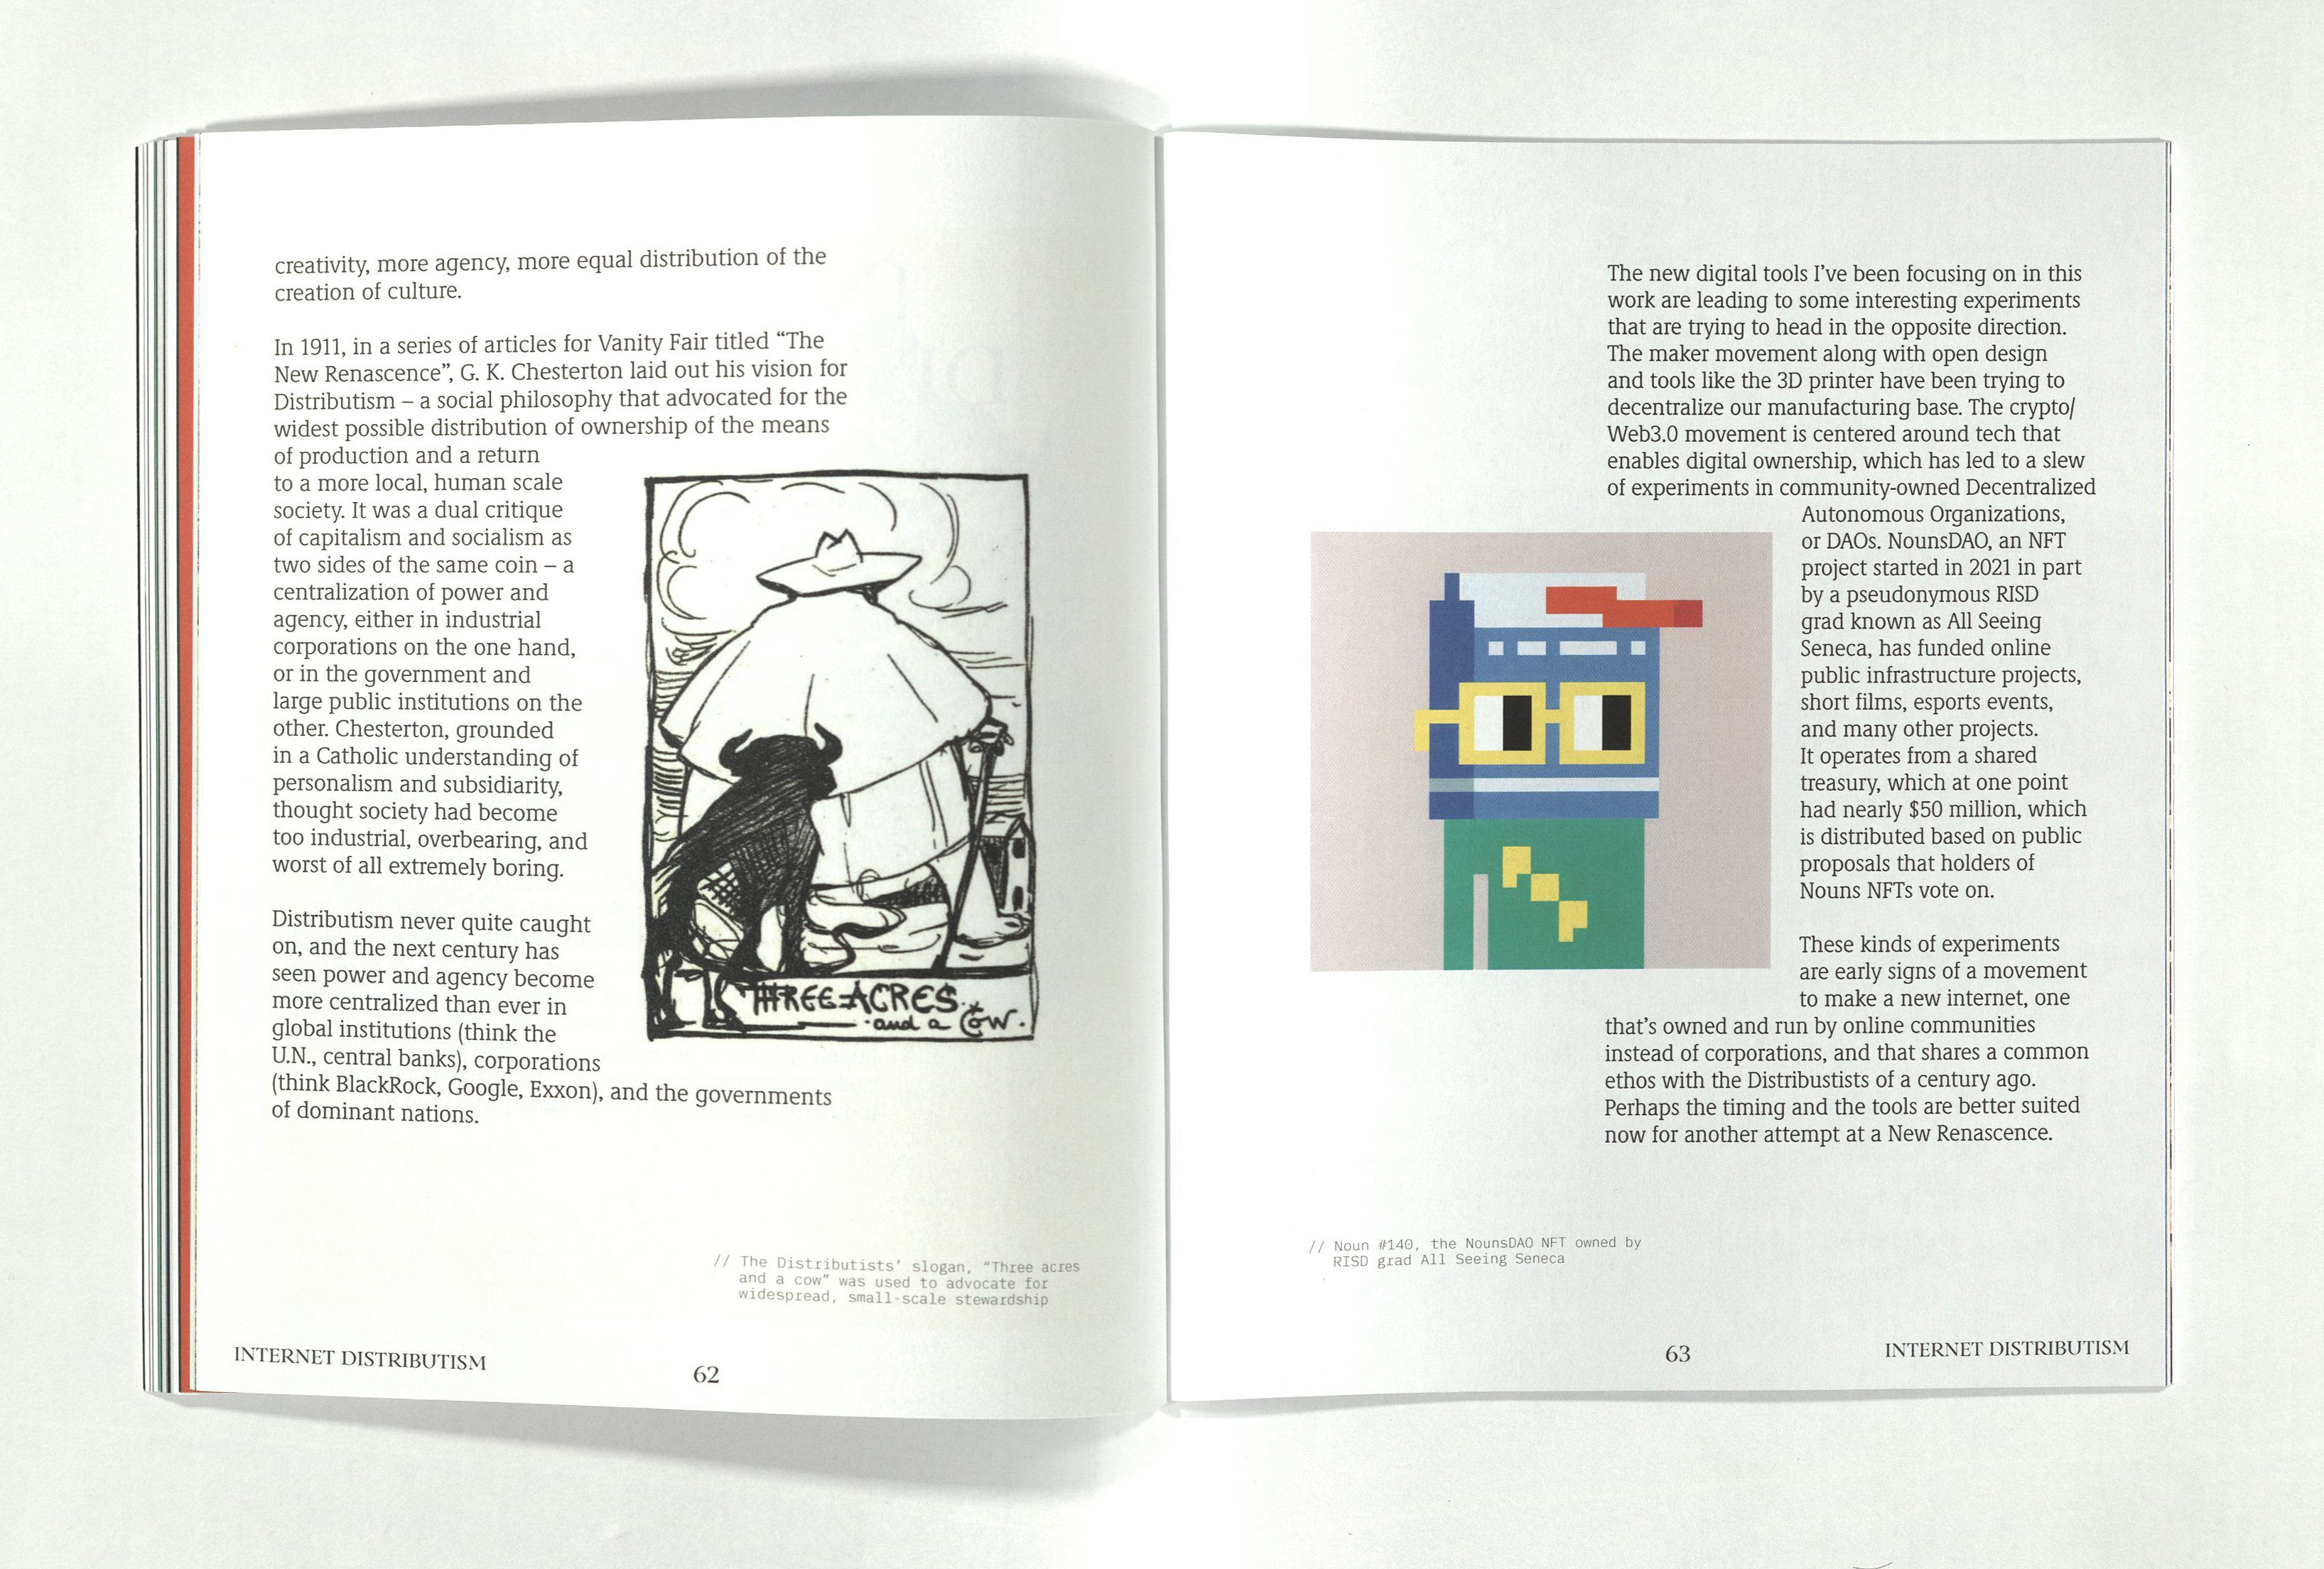 creativity, more agency, more equal distribution of the
creation of culture.
In 1911, in a series of articles for Vanity Fair titled “The
New Renascence”, G. K. Chesterton laid out his vision for
Distributism – a social philosophy that advocated for the
widest possible distribution of ownership of the means
of production and a return
to a more local, human scale
society. It was a dual critique
of capitalism and socialism as
two sides of the same coin – a
centralization of power and
agency, either in industrial
corporations on the one hand,
or in the government and
large public institutions on the
other. Chesterton, grounded
in a Catholic understanding of
personalism and subsidiarity,
thought society had become
too industrial, overbearing, and
worst of all extremely boring.
Distributism never quite caught
on, and the next century has
seen power and agency become
more centralized than ever in
global institutions (think the
U.N., central banks), corporations
(think BlackRock, Google, Exxon), and the governments
of dominant nations.
THREE ACRES
and a Cow.
// The Distributists’ slogan, “Three acres
and a cow” was used to advocate for
widespread, small-scale stewardship
INTERNET DISTRIBUTISM
62
The new digital tools I’ve been focusing on in this
work are leading to some interesting experiments
that are trying to head in the opposite direction.
The maker movement along with open design
and tools like the 3D printer have been trying to
decentralize our manufacturing base. The crypto/
Web3.0 movement is centered around tech that
enables digital ownership, which has led to a slew
of experiments in community-owned Decentralized
Autonomous Organizations,
or DAOs. NounsDAO, an NFT
project started in 2021 in part
by a pseudonymous RISD
grad known as All Seeing
Seneca, has funded online
public infrastructure projects,
short films, esports events,
and many other projects.
It operates from a shared
treasury, which at one point
had nearly $50 million, which
is distributed based on public
proposals that holders of
Nouns NFTs vote on.
These kinds of experiments
are early signs of a movement
to make a new internet, one
that’s owned and run by online communities
instead of corporations, and that shares a common
ethos with the Distribustists of a century ago.
Perhaps the timing and the tools are better suited
now for another attempt at a New Renascence.
// Noun #140, the NounsDAO NFT owned by
RISD grad All Seeing Seneca
63
INTERNET DISTRIBUTISM